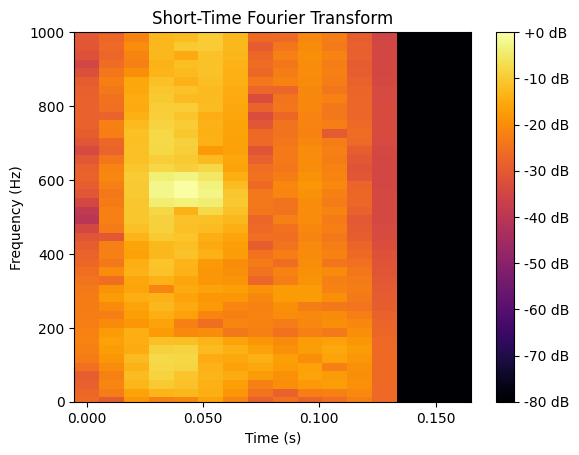 Short-Time Fourier Transform
1000
800
600
400
200
0
Frequency (Hz)
0.000
0.050
0.100
0.150
Time (s)
+0 dB
-10 dB
-20 dB
-30 dB
-40 dB
-50 dB
-60 dB
-70 dB
-80 dB